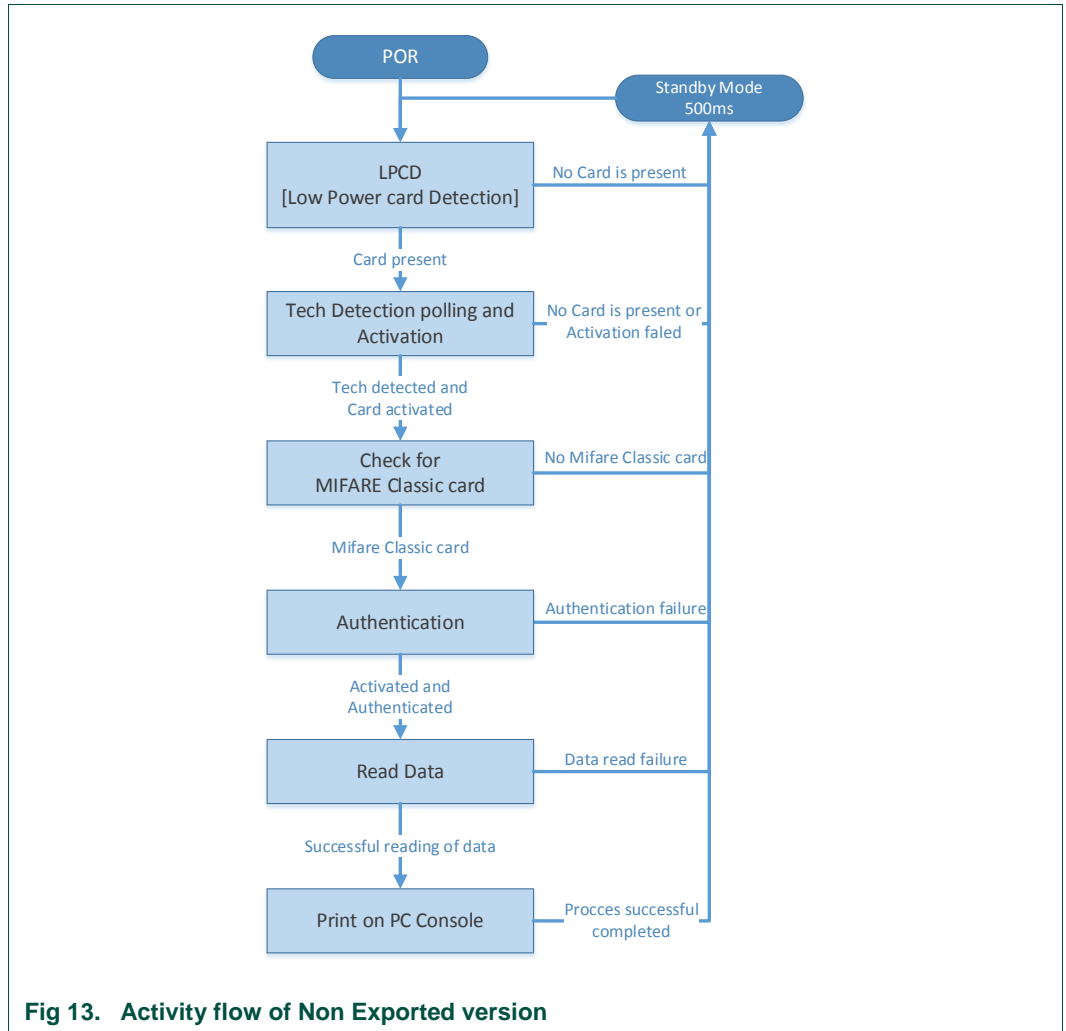 POR
Standby Mode
500ms
LPCD
[Low Power card Detection]
No Card is present
Card present
Tech Detection polling and
Activation
No Card is present or
Activation faled
Tech detected and
Card activated
Check for
MIFARE Classic card
No Mifare Classic card
Mifare Classic card
Authentication
Authentication failure
Activated and
Authenticated
Read Data
Data read failure
Successful reading of data
Print on PC Console
Procces successful
completed
Fig 13. Activity flow of Non Exported version